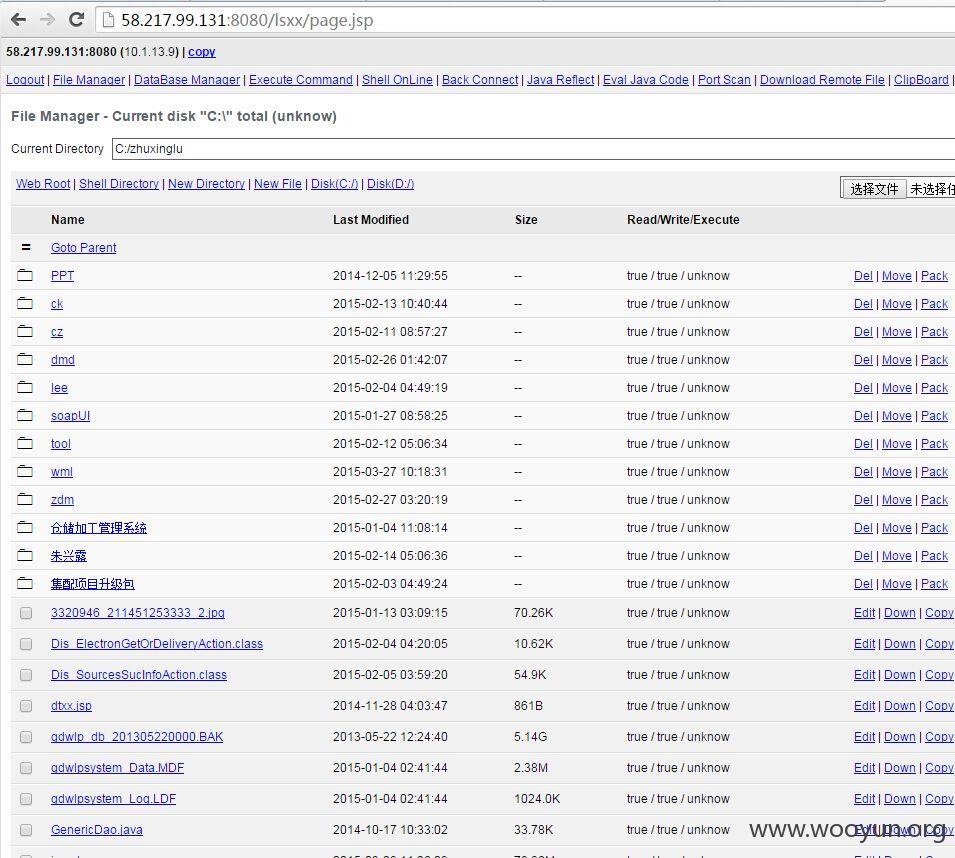 58.217.99.131:8080/lsxx/page.jsp
58.217.99.131:8080 (10.1.13.9) | copy
Logout | File Manager | DataBase Manager | Execute Command | Shell OnLine | Back Connect | Java Reflect | Eval Java Code | Port Scan | Download Remote File | ClipBoard |
File Manager - Current disk "C:\" total (unknow)
Current Directory C:/zhuxinglu
Web Root | Shell Directory | New Directory | New File | Disk(C:/) | Disk(D:/) 选择文件 未选择任
Name Last Modified Size Read/Write/Execute
= Goto Parent
PPT 2014-12-05 11:29:55 -- true / true / unknow Del | Move | Pack
ck 2015-02-13 10:40:44 -- true / true / unknow Del | Move | Pack
cz 2015-02-11 08:57:27 -- true / true / unknow Del | Move | Pack
dmd 2015-02-26 01:42:07 -- true / true / unknow Del | Move | Pack
lee 2015-02-04 04:49:19 -- true / true / unknow Del | Move | Pack
soapUI 2015-01-27 08:58:25 -- true / true / unknow Del | Move | Pack
tool 2015-02-12 05:06:34 -- true / true / unknow Del | Move | Pack
wml 2015-03-27 10:18:31 -- true / true / unknow Del | Move | Pack
zdm 2015-02-27 03:20:19 -- true / true / unknow Del | Move | Pack
仓储加工管理系统 2015-01-04 11:08:14 -- true / true / unknow Del | Move | Pack
朱兴露 2015-02-14 05:06:36 -- true / true / unknow Del | Move | Pack
集配项目升级包 2015-02-03 04:49:24 -- true / true / unknow Del | Move | Pack
3320946_211451253333_2.jpg 2015-01-13 03:09:15 70.26K true / true / unknow Edit | Down | Copy
Dis_ElectronGetOrDeliveryAction.class 2015-02-04 04:20:05 10.62K true / true / unknow Edit | Down | Copy
Dis_SourcesSucInfoAction.class 2015-02-05 03:59:20 54.9K true / true / unknow Edit | Down | Copy
dtxx.jsp 2014-11-28 04:03:47 861B true / true / unknow Edit | Down | Copy
gdwlp_db_201305220000.BAK 2013-05-22 12:24:40 5.14G true / true / unknow Edit | Down | Copy
gdwlpsystem_Data.MDF 2015-01-04 02:41:44 2.38M true / true / unknow Edit | Down | Copy
gdwlpsystem_Log.LDF 2015-01-04 02:41:44 1024.0K true / true / unknow Edit | Down | Copy
GenericDao.java 2014-10-17 10:33:02 33.78K true / true / unknow Edit | Down | Copy
www.wooyun.org